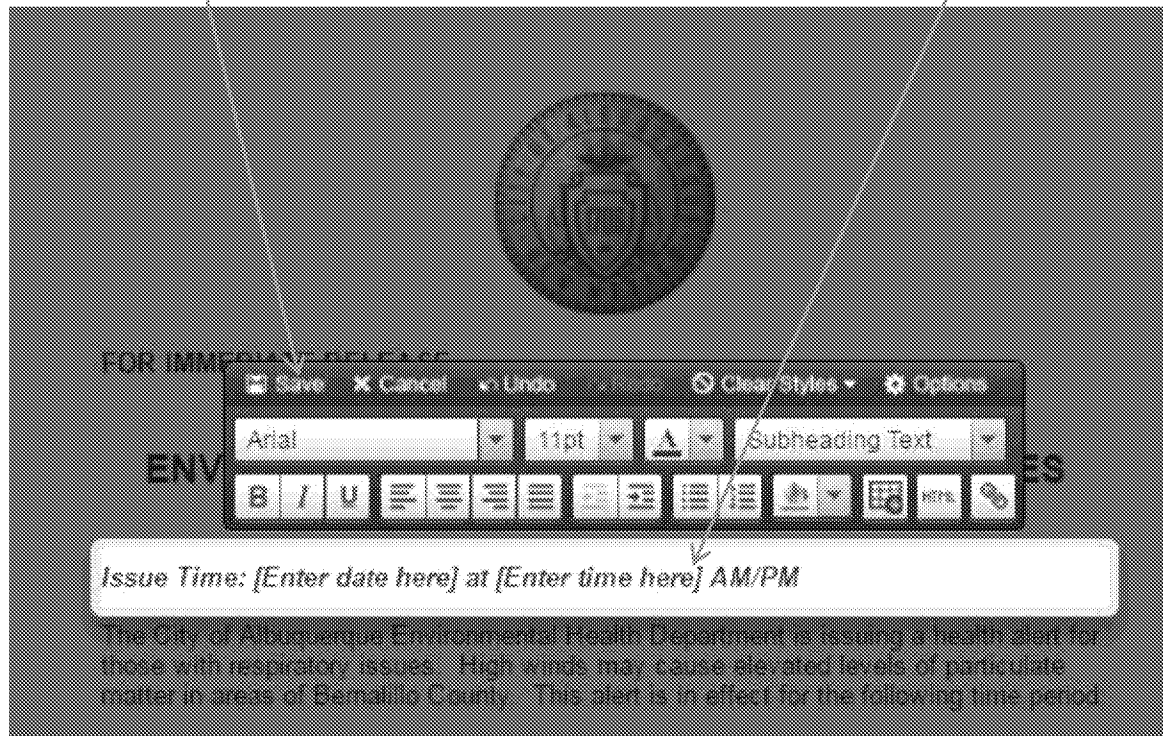 FOR IMMEDIATE RELEASE
Save Cancel Undo Clear Styles Options
Arial 11pt A Subheading Text
ENV ES
B I U HTML
Issue Time: [Enter date here] at [Enter time here] AM/PM
The City of Albuquerque Environmental Health Department is issuing a health alert for
those with respiratory issues. High winds may cause elevated levels of particulate
matter in areas of Bernalillo County. This alert is in effect for the following time period